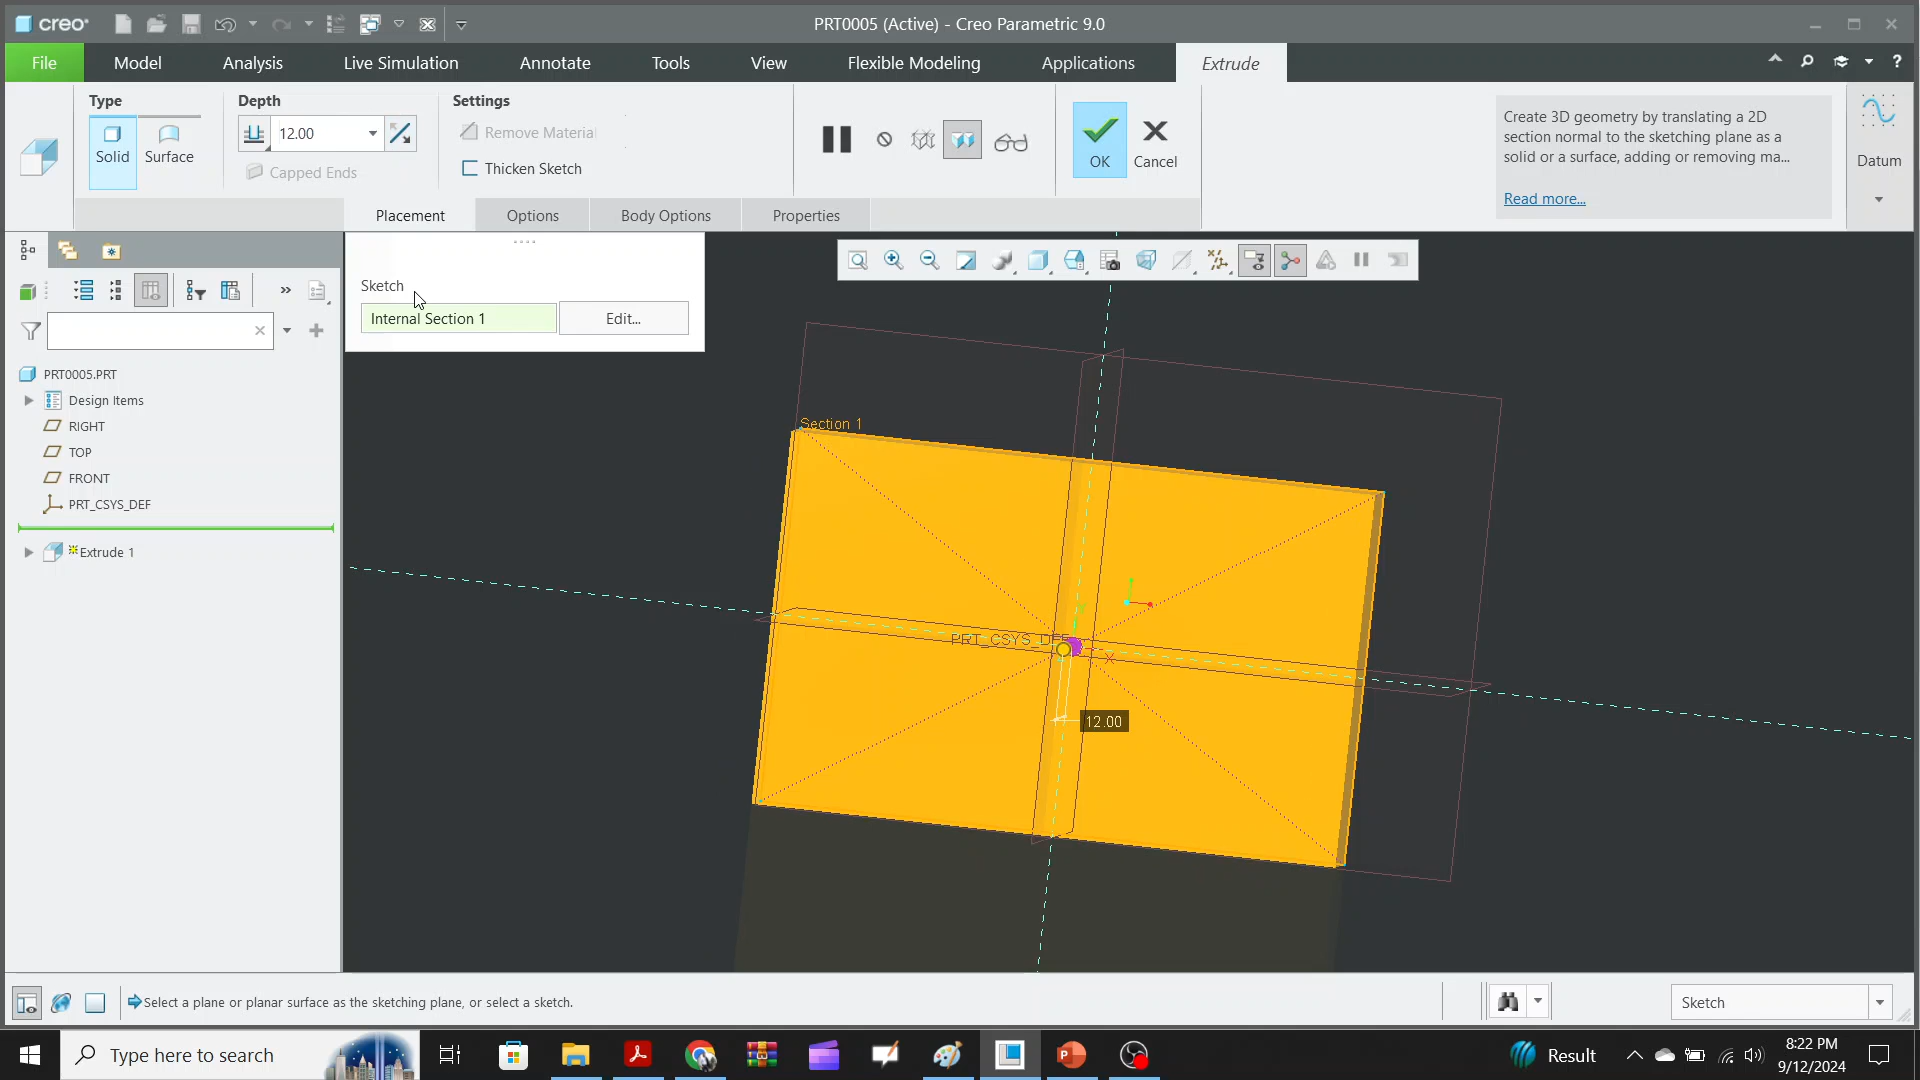 creo
PRT0005 (Active) - Creo Parametric 9.0
File
Model
Analysis
Live Simulation
Annotate
Tools
View
Flexible Modeling
Applications
Extrude
Type
Depth
Settings
12.00
Remove Materia
Solid
Surface
Capped Ends
Thicken Sketch
OK
Cancel
Create 3D geometry by translating a 2D
section normal to the sketching plane as a
solid or a surface, adding or removing ma...
Read more...
Datum
Placement
Options
Body Options
Properties
Sketch
Internal Section 1
Edit...
PRT0005.PRT
Design Items
RIGHT
TOP
FRONT
PRT_CSYS_DEF
Extrude 1
Section 1
PRT_CSYS_DEF
Y
X
12.00
Select a plane or planar surface as the sketching plane, or select a sketch.
Sketch
Type here to search
Result
8:22 PM
9/12/2024